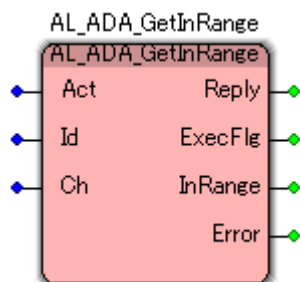 AL_ADA_GetInRange
AL_ADA_GetInRange
Act Reply
Id ExecFlg
Ch InRange
Error